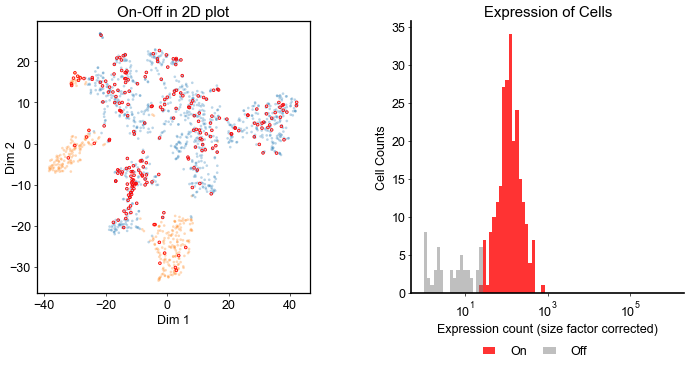 On-Off in 2D plot
20
10
0
−10
−20
−30
Dim 2
−40
−20
0
20
40
Dim 1
Expression of Cells
35
30
25
20
15
10
5
0
Cell Counts
10^1
10^3
10^5
Expression count (size factor corrected)
On
Off